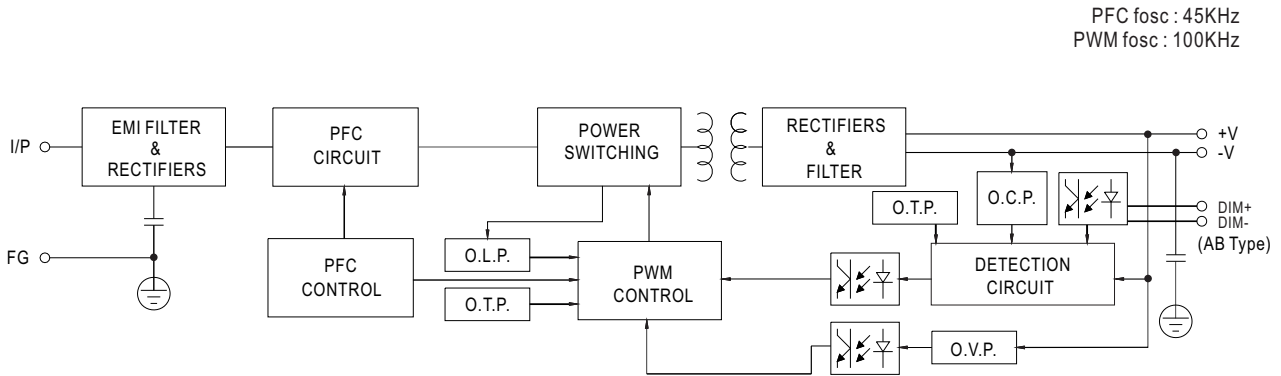 PFC fosc : 45KHz
PWM fosc : 100KHz
I/P
EMI FILTER
&
RECTIFIERS
PFC
CIRCUIT
POWER
SWITCHING
RECTIFIERS
&
FILTER
+V
-V
O.T.P.
O.C.P.
DIM+
DIM-
(AB Type)
FG
PFC
CONTROL
O.L.P.
O.T.P.
PWM
CONTROL
DETECTION
CIRCUIT
O.V.P.